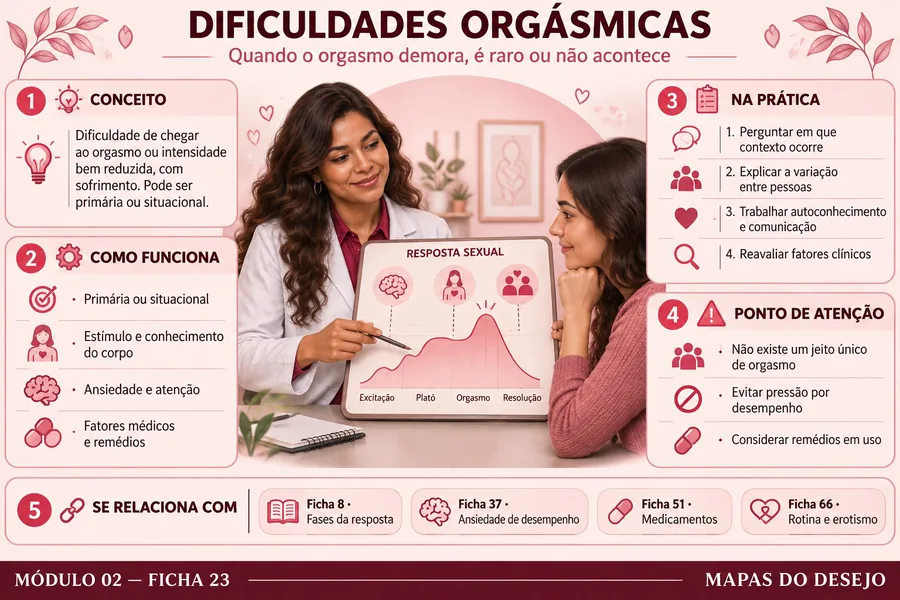 DIFICULDADES ORGÁSMICAS
Quando o orgasmo demora, é raro ou não acontece
1 CONCEITO
Dificuldade de chegar
ao orgasmo ou intensidade
bem reduzida, com
sofrimento. Pode ser
primária ou situacional.
2 COMO FUNCIONA
• Primária ou situacional
• Estímulo e conhecimento
do corpo
• Ansiedade e atenção
• Fatores médicos
e remédios
RESPOSTA SEXUAL
Excitação Platô Orgasmo Resolução
3 NA PRÁTICA
1. Perguntar em que
contexto ocorre
2. Explicar a variação
entre pessoas
3. Trabalhar autoconhecimento
e comunicação
4. Reavaliar fatores clínicos
4 PONTO DE ATENÇÃO
• Não existe um jeito único
de orgasmo
• Evitar pressão por
desempenho
• Considerar remédios em uso
5 SE RELACIONA COM
Ficha 8 •
Fases da resposta
Ficha 37 •
Ansiedade de desempenho
Ficha 51 •
Medicamentos
Ficha 66 •
Rotina e erotismo
MÓDULO 02 — FICHA 23
MAPAS DO DESEJO